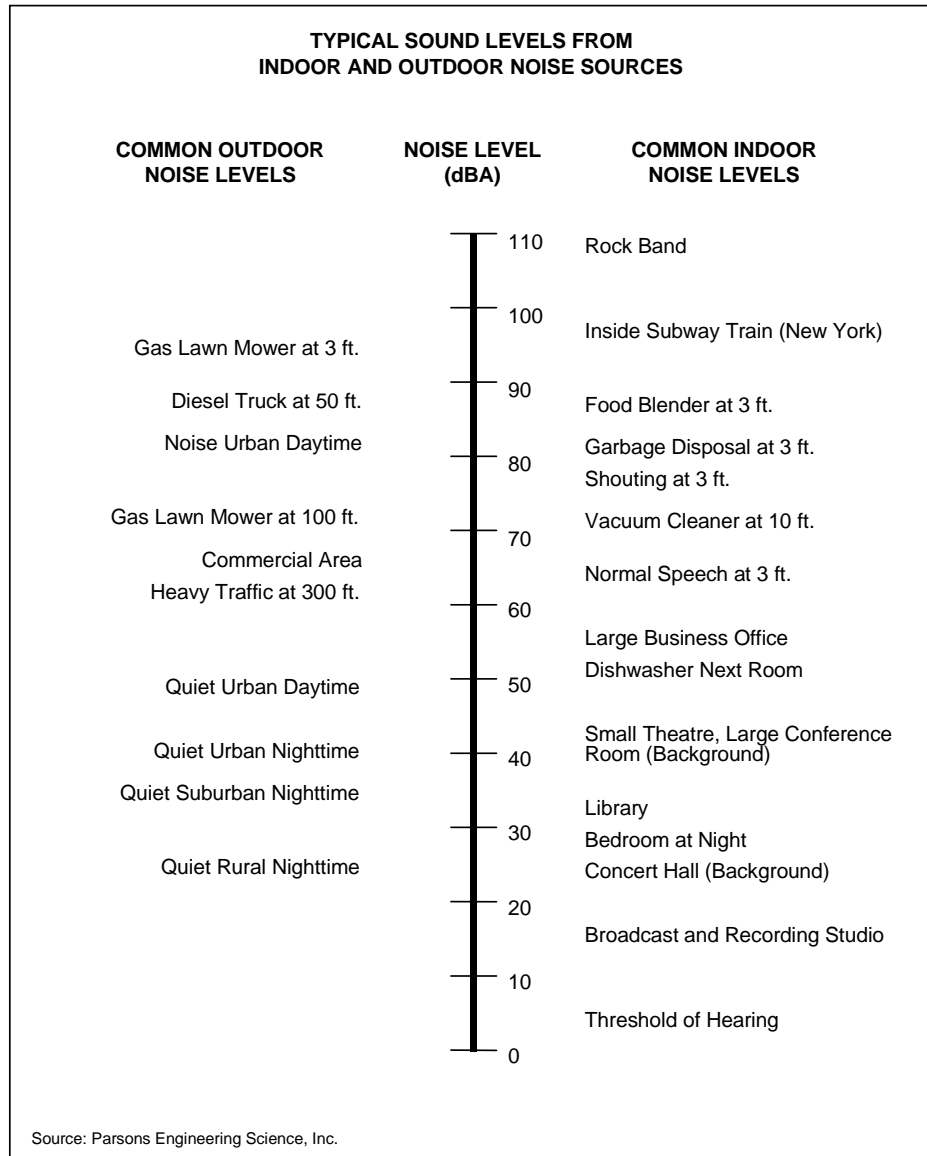 TYPICAL SOUND LEVELS FROM
INDOOR AND OUTDOOR NOISE SOURCES
COMMON OUTDOOR
NOISE LEVELS
NOISE LEVEL
(dBA)
COMMON INDOOR
NOISE LEVELS
110
Rock Band
100
Inside Subway Train (New York)
Gas Lawn Mower at 3 ft.
90
Diesel Truck at 50 ft.
Food Blender at 3 ft.
Noise Urban Daytime
Garbage Disposal at 3 ft.
80
Shouting at 3 ft.
Gas Lawn Mower at 100 ft.
Vacuum Cleaner at 10 ft.
70
Commercial Area
Normal Speech at 3 ft.
Heavy Traffic at 300 ft.
60
Large Business Office
Dishwasher Next Room
50
Quiet Urban Daytime
Small Theatre, Large Conference
Room (Background)
Quiet Urban Nighttime
40
Quiet Suburban Nighttime
Library
30
Bedroom at Night
Quiet Rural Nighttime
Concert Hall (Background)
20
Broadcast and Recording Studio
10
Threshold of Hearing
0
Source: Parsons Engineering Science, Inc.